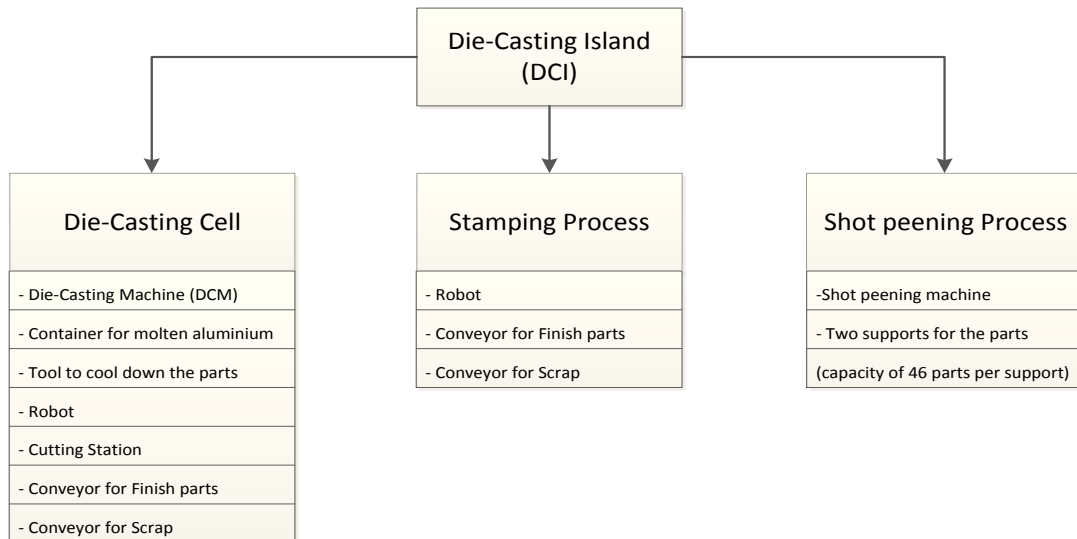 Die-Casting Island
(DCI)
Die-Casting Cell
- Die-Casting Machine (DCM)
- Container for molten aluminium
- Tool to cool down the parts
- Robot
- Cutting Station
- Conveyor for Finish parts
- Conveyor for Scrap
Stamping Process
- Robot
- Conveyor for Finish parts
- Conveyor for Scrap
Shot peening Process
-Shot peening machine
- Two supports for the parts
(capacity of 46 parts per support)